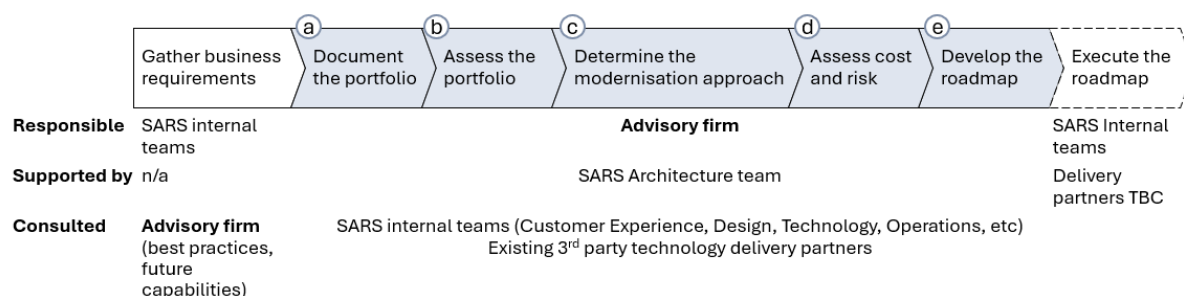 a
b
c
d
e
Gather business
requirements
Document
the portfolio
Assess the
portfolio
Determine the
modernisation approach
Assess cost
and risk
Develop the
roadmap
Execute the
roadmap
Responsible
SARS internal
teams
Advisory firm
SARS Internal
teams
Supported by
n/a
SARS Architecture team
Delivery
partners TBC
Consulted
Advisory firm
(best practices,
future
capabilities)
SARS internal teams (Customer Experience, Design, Technology, Operations, etc)
Existing 3rd party technology delivery partners